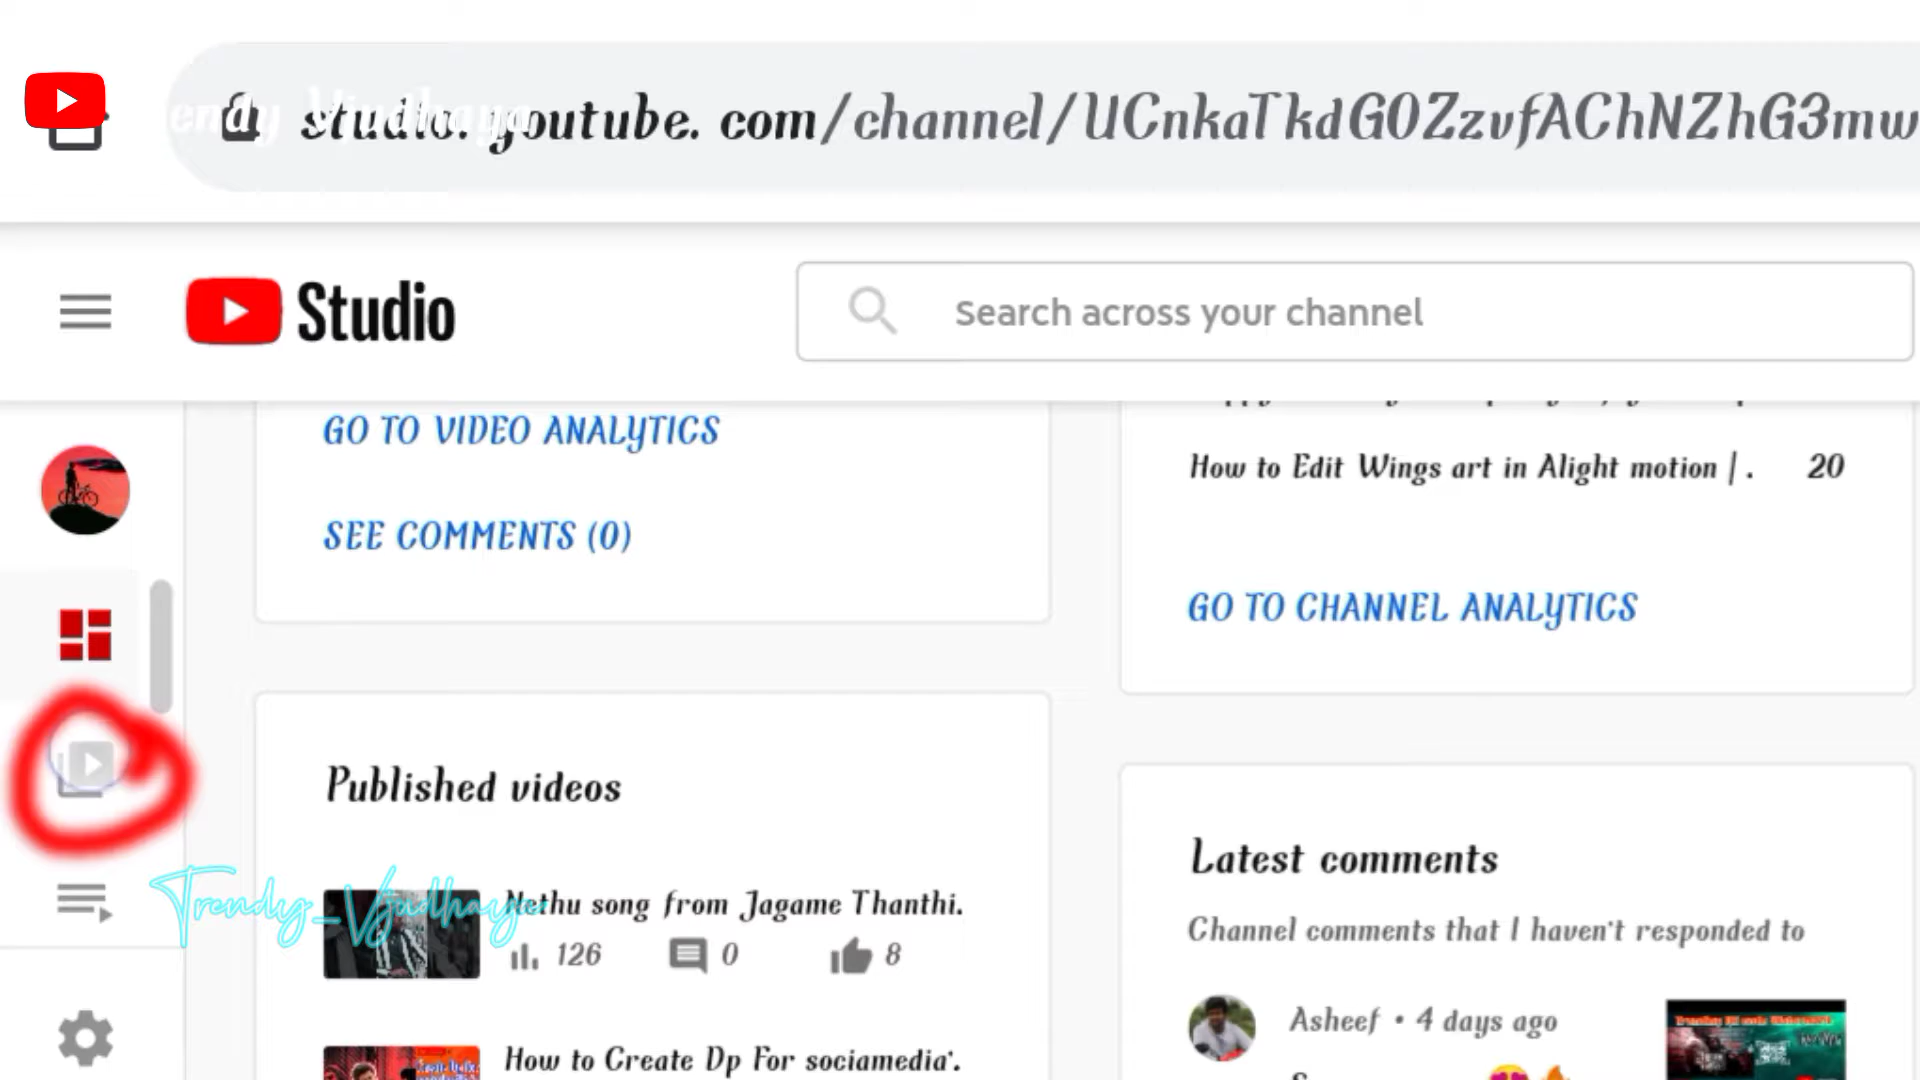 studio.youtube.com/channel/UCnkaTkdG0ZzvfAChNZhG3mw
Studio
Search across your channel
GO TO VIDEO ANALYTICS
SEE COMMENTS (0)
How to Edit Wings art in Alight motion | . 20
GO TO CHANNEL ANALYTICS
Published videos
Trendy_Vjudhaya
song from Jagame Thanthi.
126 0 8
How to Create Dp For sociamedia'.
Latest comments
Channel comments that I haven't responded to
Asheef • 4 days ago